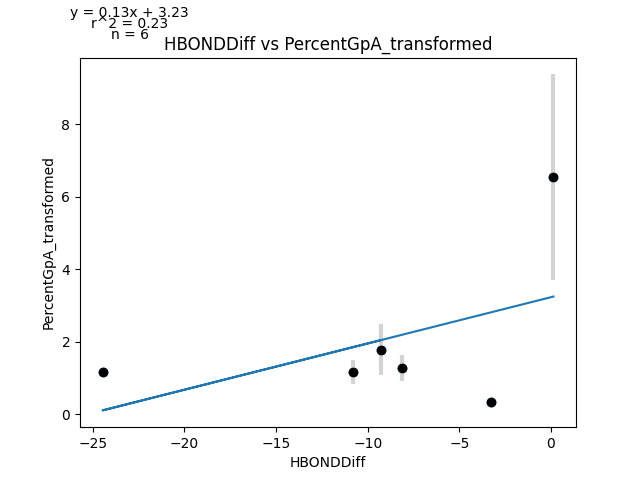 y = 0.13x + 3.23
r^2 = 0.23
n = 6
HBONDDiff vs PercentGpA_transformed
PercentGpA_transformed
8
6
4
2
0
−25
−20
−15
−10
−5
0
HBONDDiff